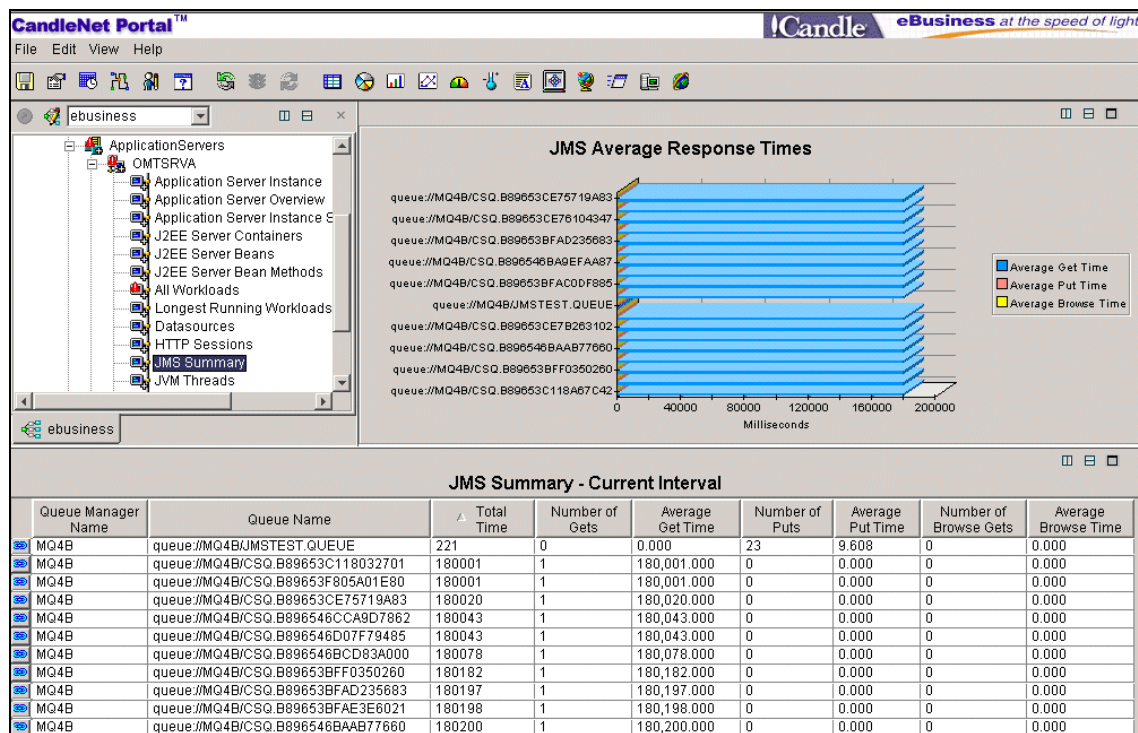 CandleNet Portal™
!Candle eBusiness at the speed of light
File Edit View Help
ebusiness
ApplicationServers
OMTSRVA
Application Server Instance
Application Server Overview
Application Server Instance S
J2EE Server Containers
J2EE Server Beans
J2EE Server Bean Methods
All Workloads
Longest Running Workloads
Datasources
HTTP Sessions
JMS Summary
JVM Threads
ebusiness
JMS Average Response Times
queue://MQ4B/CSQ.B89653CE75719A83
queue://MQ4B/CSQ.B89653CE76104347
queue://MQ4B/CSQ.B89653BFAD235683
queue://MQ4B/CSQ.B896546BA9EFAA87
queue://MQ4B/CSQ.B89653BFAC0DF885
queue://MQ4B/JMSTEST.QUEUE
queue://MQ4B/CSQ.B89653CE7B263102
queue://MQ4B/CSQ.B896546BAAB77660
queue://MQ4B/CSQ.B89653BFF0350260
queue://MQ4B/CSQ.B89653C118A67C42
0 40000 80000 120000 160000 200000
Milliseconds
Average Get Time
Average Put Time
Average Browse Time
JMS Summary - Current Interval
Queue Manager Name Queue Name Total Time Number of Gets Average Get Time Number of Puts Average Put Time Number of Browse Gets Average Browse Time
MQ4B queue://MQ4B/JMSTEST.QUEUE 221 0 0.000 23 9.608 0 0.000
MQ4B queue://MQ4B/CSQ.B89653C118032701 180001 1 180,001.000 0 0.000 0 0.000
MQ4B queue://MQ4B/CSQ.B89653F805A01E80 180001 1 180,001.000 0 0.000 0 0.000
MQ4B queue://MQ4B/CSQ.B89653CE75719A83 180020 1 180,020.000 0 0.000 0 0.000
MQ4B queue://MQ4B/CSQ.B896546CCA9D7862 180043 1 180,043.000 0 0.000 0 0.000
MQ4B queue://MQ4B/CSQ.B896546D07F79485 180043 1 180,043.000 0 0.000 0 0.000
MQ4B queue://MQ4B/CSQ.B896546BCD83A000 180078 1 180,078.000 0 0.000 0 0.000
MQ4B queue://MQ4B/CSQ.B89653BFF0350260 180182 1 180,182.000 0 0.000 0 0.000
MQ4B queue://MQ4B/CSQ.B89653BFAD235683 180197 1 180,197.000 0 0.000 0 0.000
MQ4B queue://MQ4B/CSQ.B89653BFAE3E6021 180198 1 180,198.000 0 0.000 0 0.000
MQ4B queue://MQ4B/CSQ.B896546BAAB77660 180200 1 180,200.000 0 0.000 0 0.000